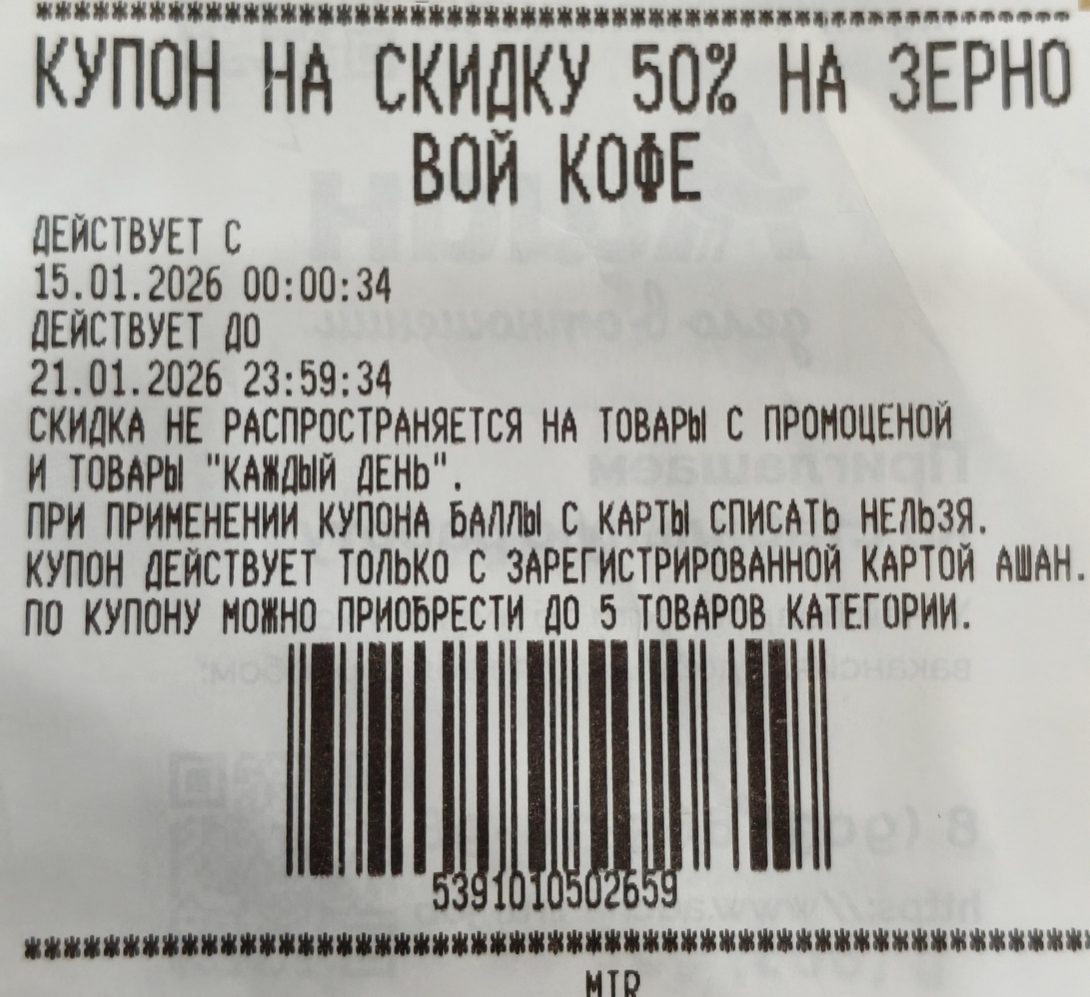 ************************************************
КУПОН НА СКИДКУ 50% НА ЗЕРНО
ВОЙ КОФЕ
ДЕЙСТВУЕТ С
15.01.2026 00:00:34
ДЕЙСТВУЕТ ДО
21.01.2026 23:59:34
СКИДКА НЕ РАСПРОСТРАНЯЕТСЯ НА ТОВАРЫ С ПРОМОЦЕНОЙ
И ТОВАРЫ "КАЖДЫЙ ДЕНЬ".
ПРИ ПРИМЕНЕНИИ КУПОНА БАЛЛЫ С КАРТЫ СПИСАТЬ НЕЛЬЗЯ.
КУПОН ДЕЙСТВУЕТ ТОЛЬКО С ЗАРЕГИСТРИРОВАННОЙ КАРТОЙ АШАН.
ПО КУПОНУ МОЖНО ПРИОБРЕСТИ ДО 5 ТОВАРОВ КАТЕГОРИИ.
5391010502659
************************************************
MIR